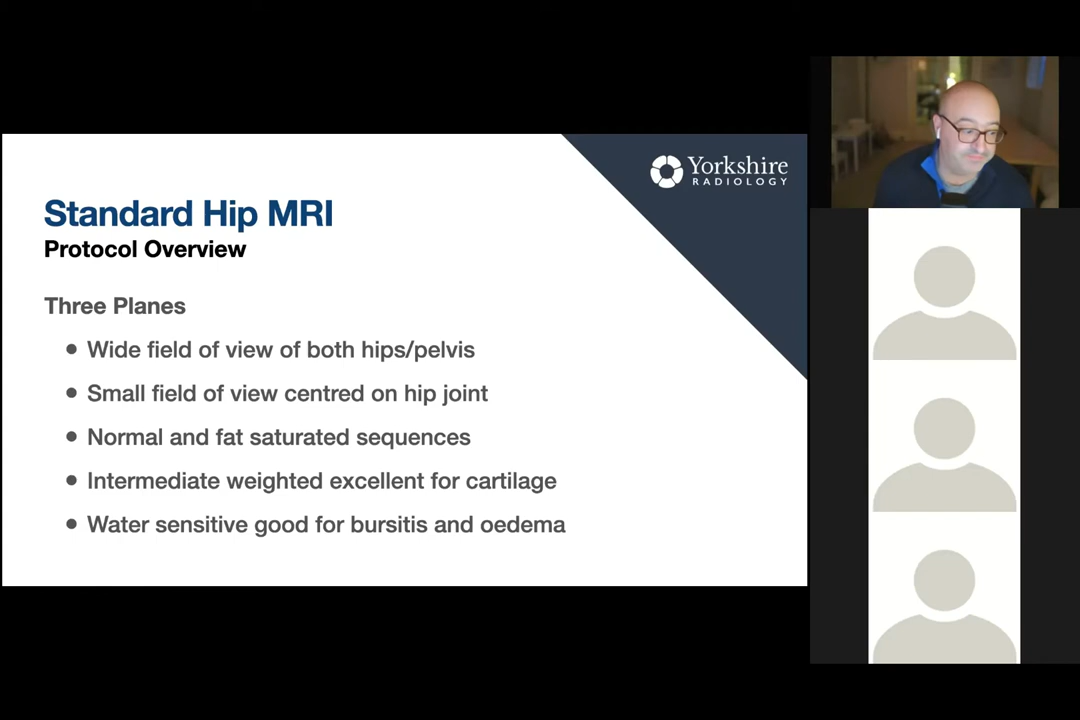 Yorkshire
RADIOLOGY
Standard Hip MRI
Protocol Overview
Three Planes
• Wide field of view of both hips/pelvis
• Small field of view centred on hip joint
• Normal and fat saturated sequences
• Intermediate weighted excellent for cartilage
• Water sensitive good for bursitis and oedema